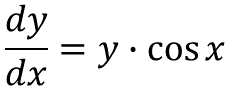 dy/dx = y · cos x